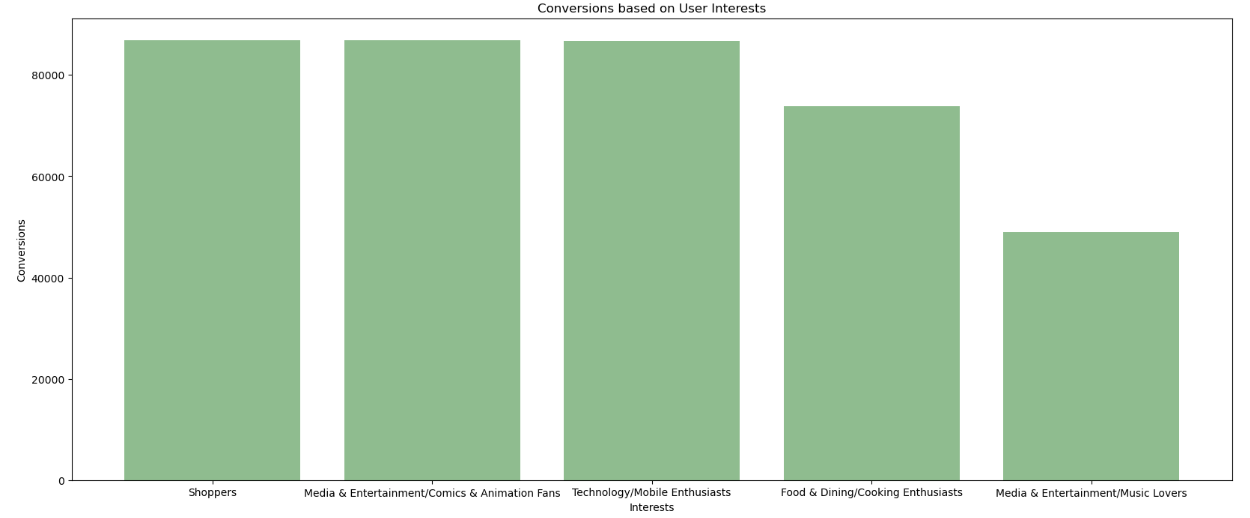 Conversions based on User Interests
80000
60000
40000
20000
0
Conversions
Shoppers
Media & Entertainment/Comics & Animation Fans
Technology/Mobile Enthusiasts
Food & Dining/Cooking Enthusiasts
Media & Entertainment/Music Lovers
Interests